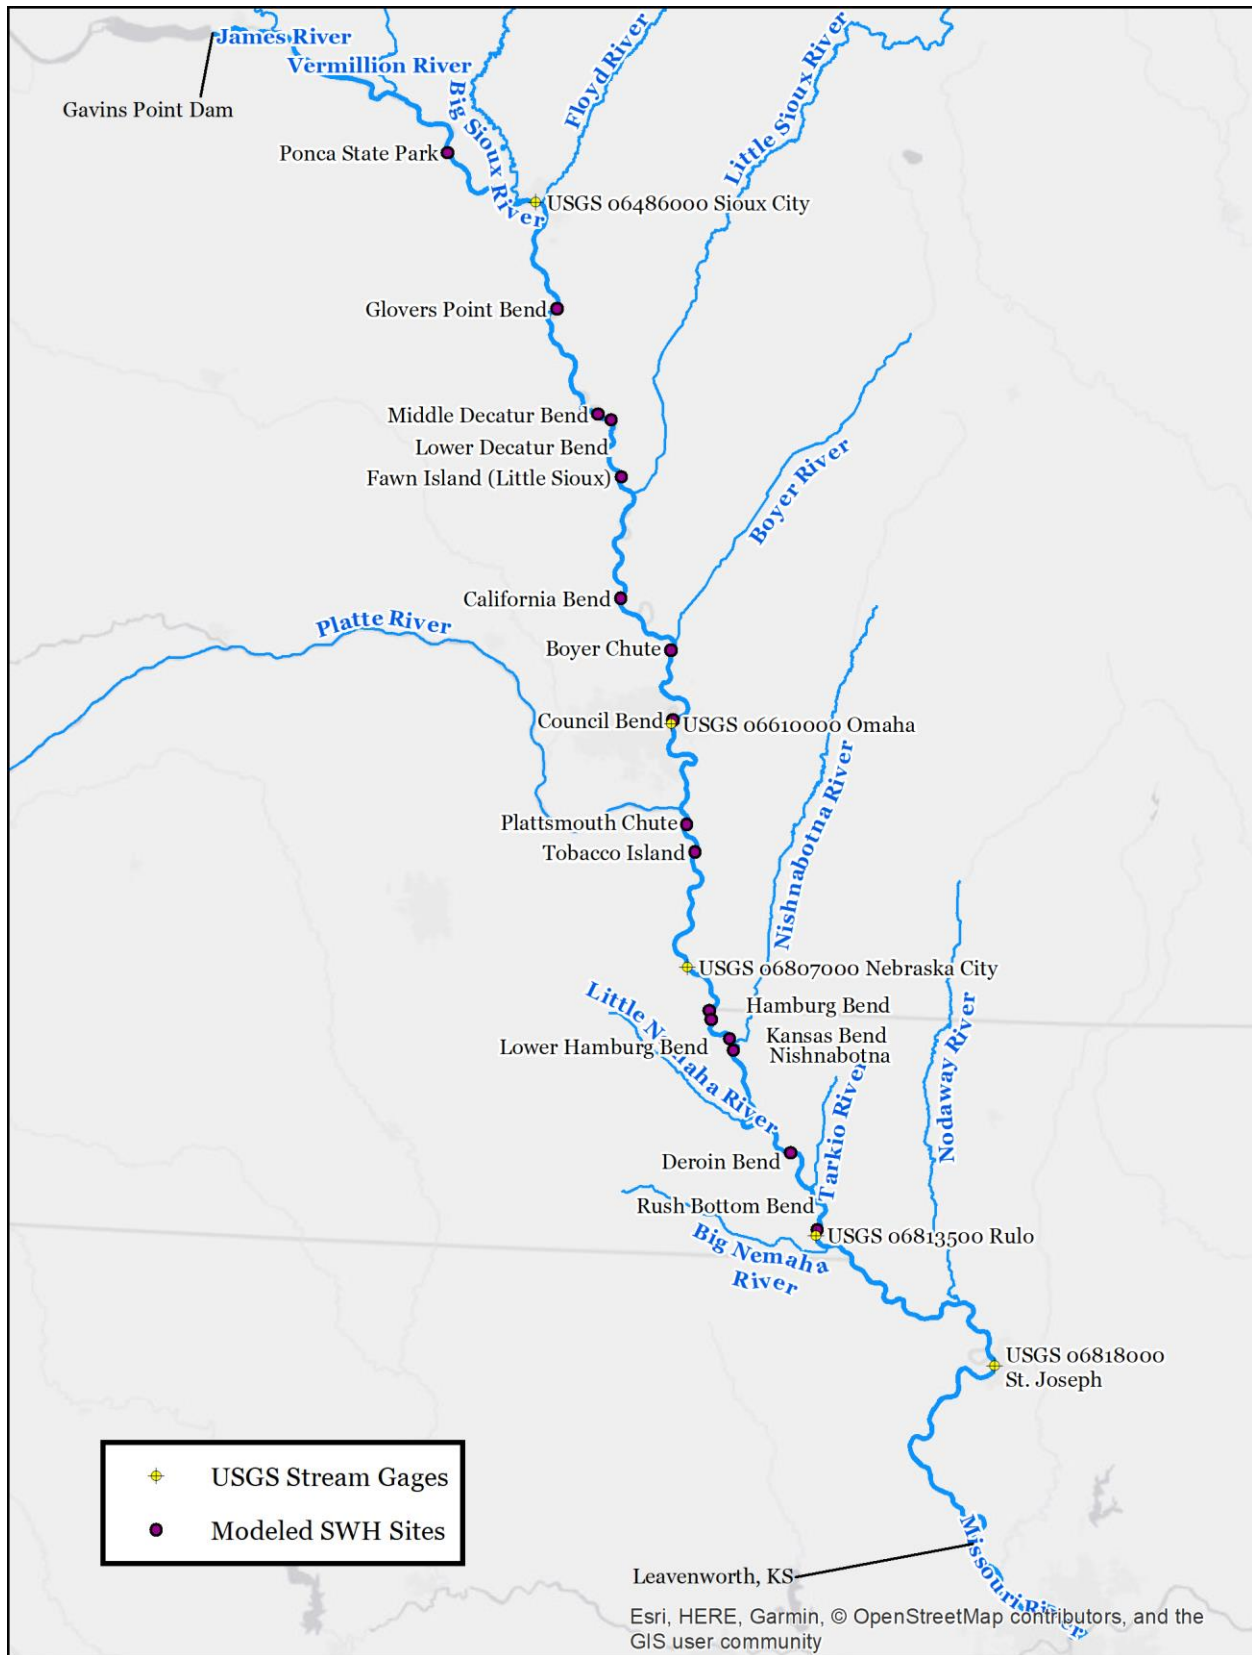 James River
Vermillion River
Gavins Point Dam
Big Sioux River
Floyd River
Little Sioux River
Ponca State Park
USGS 06486000 Sioux City
Glovers Point Bend
Middle Decatur Bend
Lower Decatur Bend
Fawn Island (Little Sioux)
Boyer River
California Bend
Platte River
Boyer Chute
Council Bend
USGS 06610000 Omaha
Nishnabotna River
Plattsmouth Chute
Tobacco Island
USGS 06807000 Nebraska City
Little Nemaha River
Hamburg Bend
Kansas Bend
Lower Hamburg Bend
Nishnabotna
Nodaway River
Tarkio River
Deroin Bend
Rush Bottom Bend
USGS 06813500 Rulo
Big Nemaha
River
USGS 06818000
St. Joseph
USGS Stream Gages
Modeled SWH Sites
Missouri River
Leavenworth, KS
Esri, HERE, Garmin, © OpenStreetMap contributors, and the
GIS user community